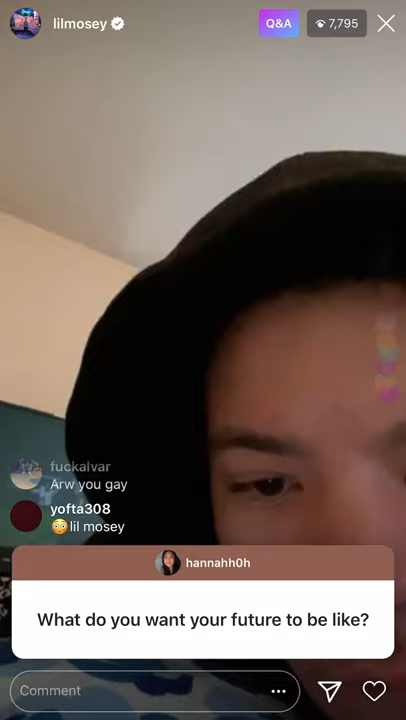 lilmosey
Q&A
7,795
fuckalvar
Arw you gay
yofta308
😳lil mosey
hannahh0h
What do you want your future to be like?
Comment